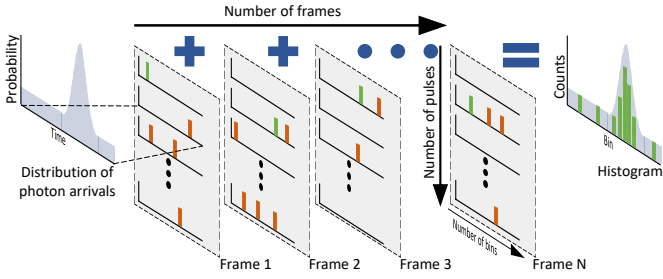 Number of frames
Probability
Time
Distribution of
photon arrivals
Number of pulses
Number of bins
Frame 1
Frame 2
Frame 3
Frame N
Counts
Bin
Histogram